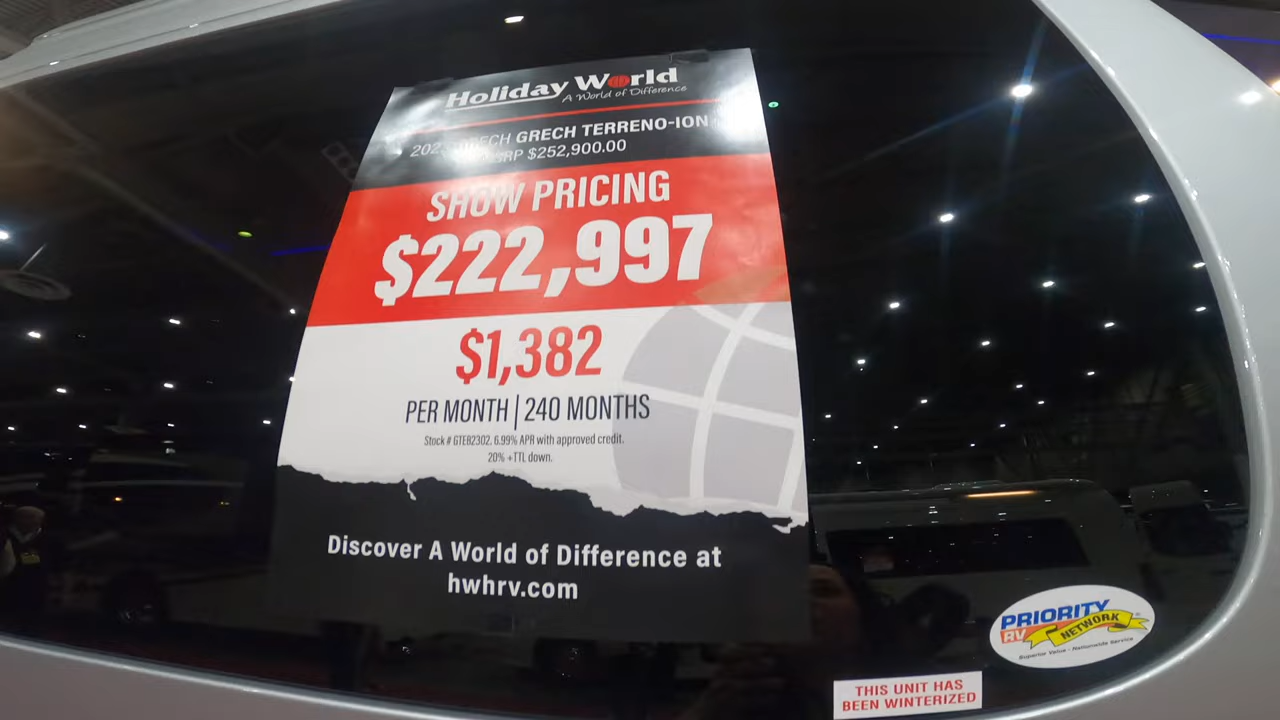 Holiday World
A World of Difference
GRECH TERRENO-ION
$252,900.00
SHOW PRICING
$222,997
$1,382
PER MONTH | 240 MONTHS
Stock # GTEB2302. 6.99% APR with approved credit.
20% +TTL down.
Discover A World of Difference at
hwhrv.com
PRIORITY
RV NETWORK
Superior Value - Nationwide Service
THIS UNIT HAS
BEEN WINTERIZED